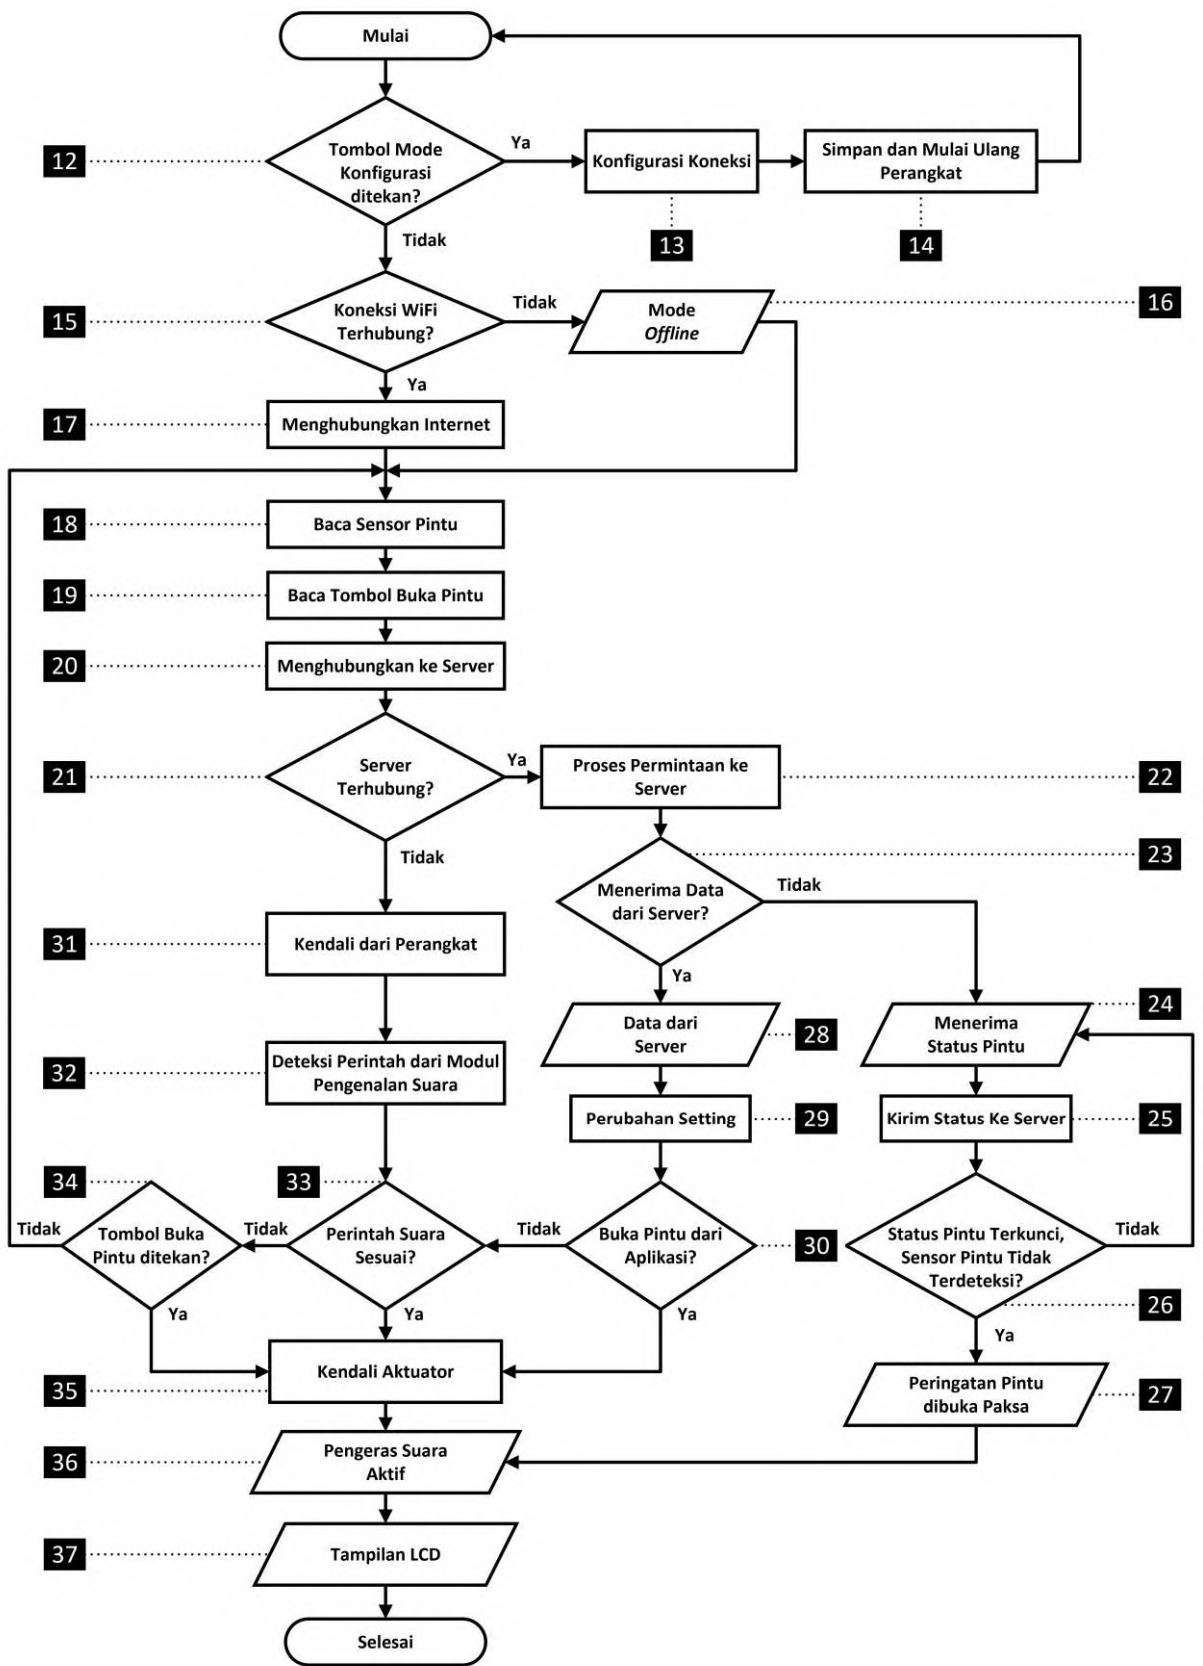 Mulai
12
Tombol Mode
Konfigurasi
ditekan?
Ya
Konfigurasi Koneksi
Simpan dan Mulai Ulang
Perangkat
13
14
Tidak
15
Koneksi WiFi
Terhubung?
Tidak
Mode
Offline
16
Ya
17
Menghubungkan Internet
18
Baca Sensor Pintu
19
Baca Tombol Buka Pintu
20
Menghubungkan ke Server
21
Server
Terhubung?
Ya
Proses Permintaan ke
Server
22
Tidak
23
Menerima Data
dari Server?
Tidak
31
Kendali dari Perangkat
Ya
Data dari
Server
28
Menerima
Status Pintu
24
32
Deteksi Perintah dari Modul
Pengenalan Suara
Perubahan Setting
29
Kirim Status Ke Server
25
34
33
Tidak
Tombol Buka
Pintu ditekan?
Tidak
Perintah Suara
Sesuai?
Tidak
Buka Pintu dari
Aplikasi?
30
Status Pintu Terkunci,
Sensor Pintu Tidak
Terdeteksi?
Tidak
26
Ya
Ya
Ya
Ya
35
Kendali Aktuator
Peringatan Pintu
dibuka Paksa
27
36
Pengeras Suara
Aktif
37
Tampilan LCD
Selesai